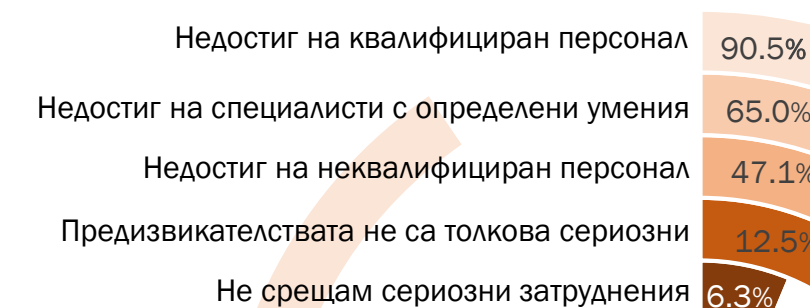 Недостиг на квалифициран персонал 90.5%
Недостиг на специалисти с определени умения 65.0%
Недостиг на неквалифициран персонал 47.1%
Предизвикателствата не са толкова сериозни 12.5%
Не срещам сериозни затруднения 6.3%